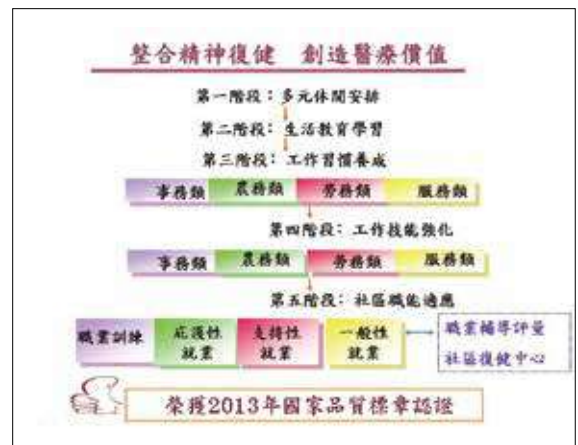 整合精神復健 創造醫療價值
第一階段：多元休閒安排
第二階段：生活教育學習
第三階段：工作習慣養成
事務類 農務類 勞務類 服務類
第四階段：工作技能強化
事務類 農務類 勞務類 服務類
第五階段：社區職能適應
職業訓練 庇護性就業 支持性就業 一般性就業 職業輔導評量
社區復健中心
榮獲2013年國家品質標章認證